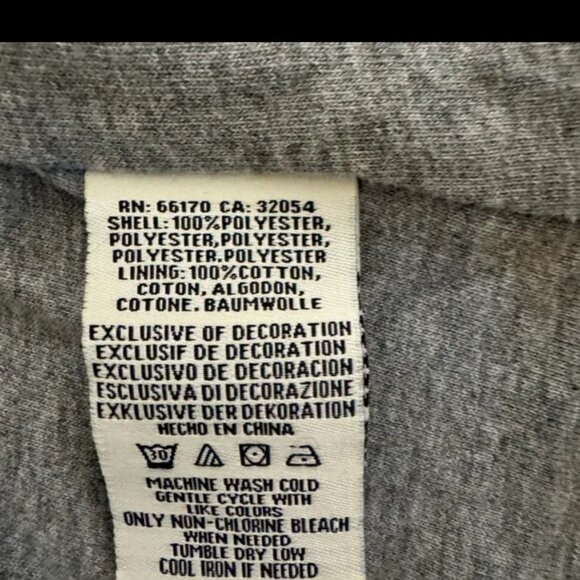 RN: 66170 CA: 32054
SHELL: 100%POLYESTER,
POLYESTER,POLYESTER,
POLYESTER.POLYESTER
LINING: 100%COTTON,
COTON, ALGODON,
COTONE. BAUMWOLLE
EXCLUSIVE OF DECORATION
EXCLUSIF DE DECORATION
EXCLUSIVO DE DECORACION
ESCLUSIVA DI DECORAZIONE
EXKLUSIVE DER DEKORATION
HECHO EN CHINA
30
MACHINE WASH COLD
GENTLE CYCLE WITH
LIKE COLORS
ONLY NON-CHLORINE BLEACH
WHEN NEEDED
TUMBLE DRY LOW
COOL IRON IF NEEDED